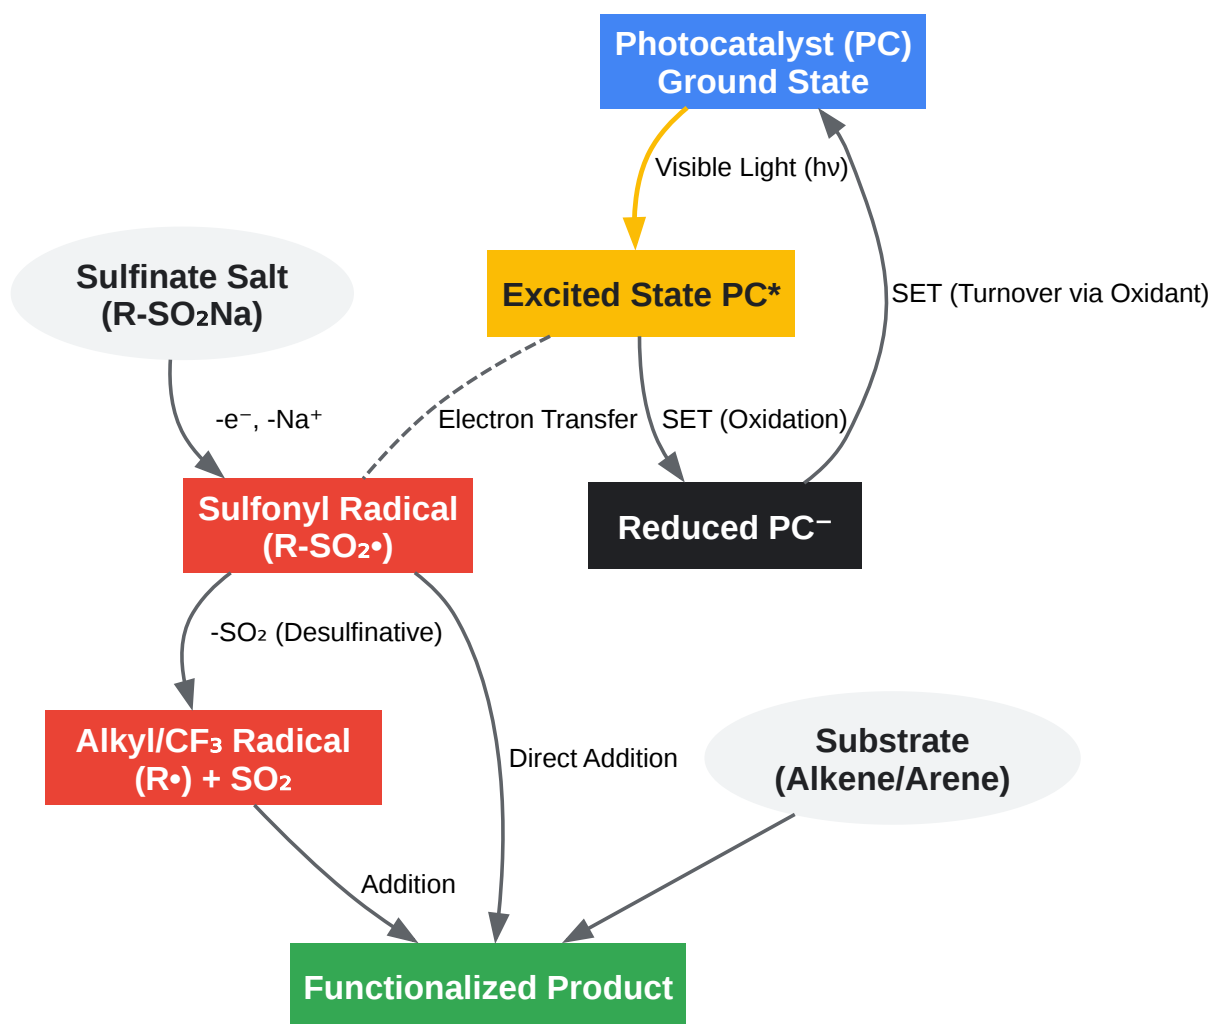 Photocatalyst (PC)
Ground State
Visible Light (hν)
Excited State PC*
SET (Turnover via Oxidant)
Sulfinate Salt
(R-SO₂Na)
-e⁻, -Na⁺
Electron Transfer
SET (Oxidation)
Sulfonyl Radical
(R-SO₂•)
Reduced PC⁻
-SO₂ (Desulfinative)
Alkyl/CF₃ Radical
(R•) + SO₂
Direct Addition
Substrate
(Alkene/Arene)
Addition
Functionalized Product